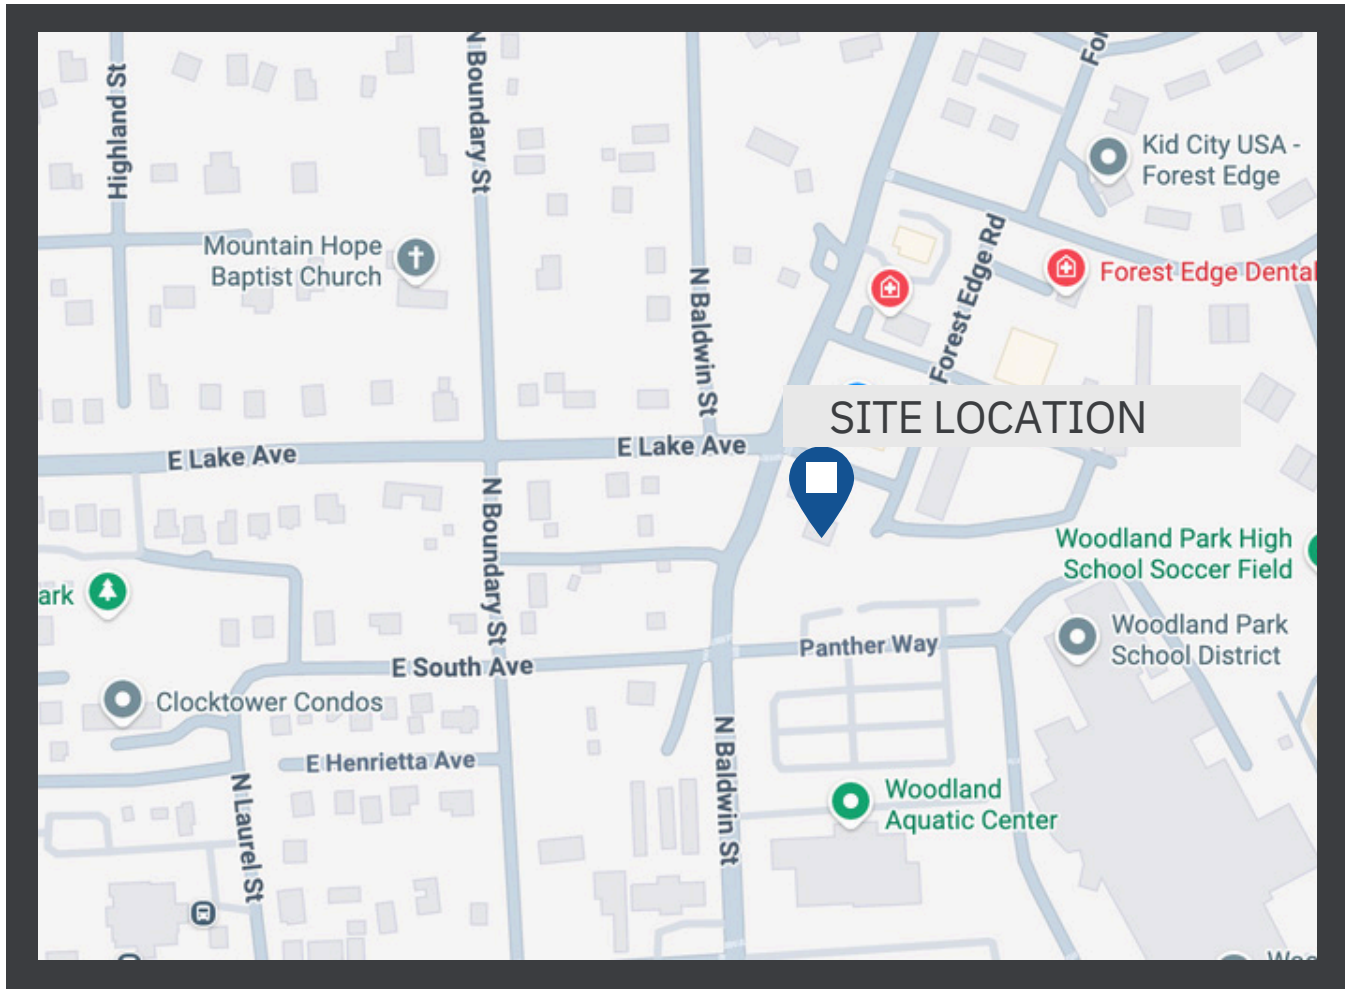 Highland St
N Boundary St
For
Kid City USA -
Forest Edge
Mountain Hope
Baptist Church
N Baldwin St
Forest Edge Rd
Forest Edge Dental
SITE LOCATION
E Lake Ave
E Lake Ave
N Boundary St
Woodland Park High
School Soccer Field
ark
Woodland Park
School District
Panther Way
E South Ave
Clocktower Condos
N Baldwin St
E Henrietta Ave
N Laurel St
Woodland
Aquatic Center